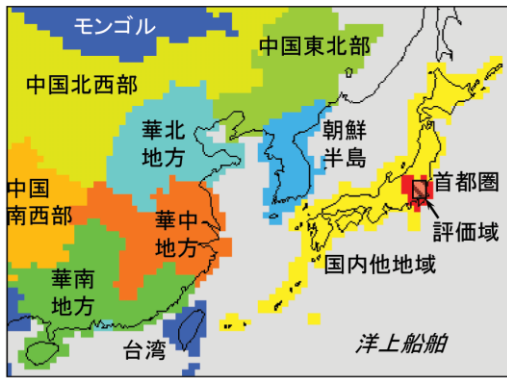 モンゴル
中国東北部
中国北西部
華北
地方
朝鮮
半島
首都圏
中国
南西部
華中
地方
評価域
国内他地域
華南
地方
台湾
洋上船舶